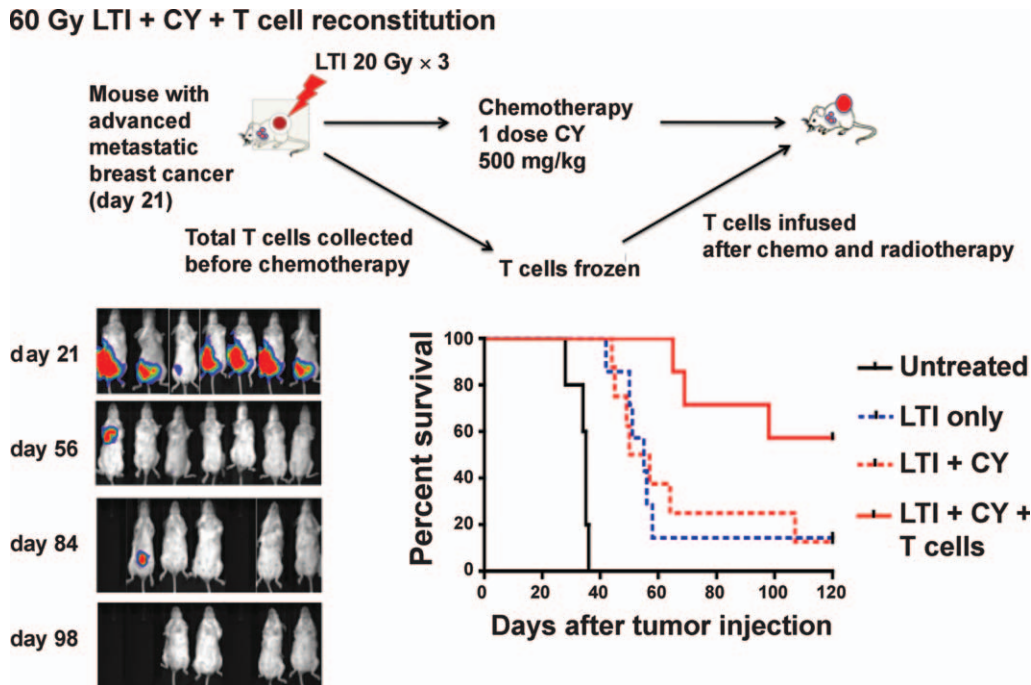 60 Gy LTI + CY + T cell reconstitution
LTI 20 Gy × 3
Mouse with
advanced
metastatic
breast cancer
(day 21)
Chemotherapy
1 dose CY
500 mg/kg
Total T cells collected
before chemotherapy
T cells frozen
T cells infused
after chemo and radiotherapy
day 21
day 56
day 84
day 98
Percent survival
100
80
60
40
20
0
0 20 40 60 80 100 120
Days after tumor injection
Untreated
LTI only
LTI + CY
LTI + CY +
T cells